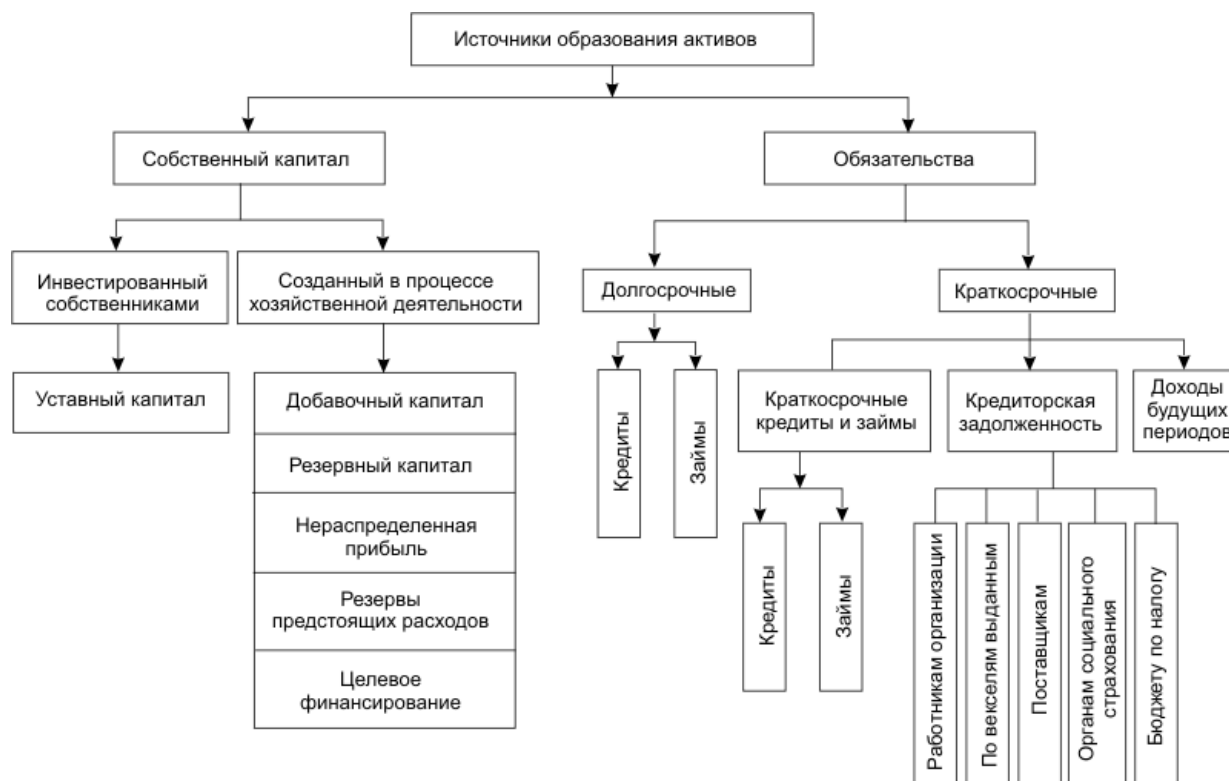 Источники образования активов
Собственный капитал
Обязательства
Инвестированный
собственниками
Созданный в процессе
хозяйственной деятельности
Долгосрочные
Краткосрочные
Уставный капитал
Добавочный капитал
Резервный капитал
Нераспределенная
прибыль
Резервы
предстоящих расходов
Целевое
финансирование
Кредиты
Займы
Краткосрочные
кредиты и займы
Кредиторская
задолженность
Доходы
будущих
периодов
Кредиты
Займы
Работникам организации
По векселям выданным
Поставщикам
Органам социального
страхования
Бюджету по налогу